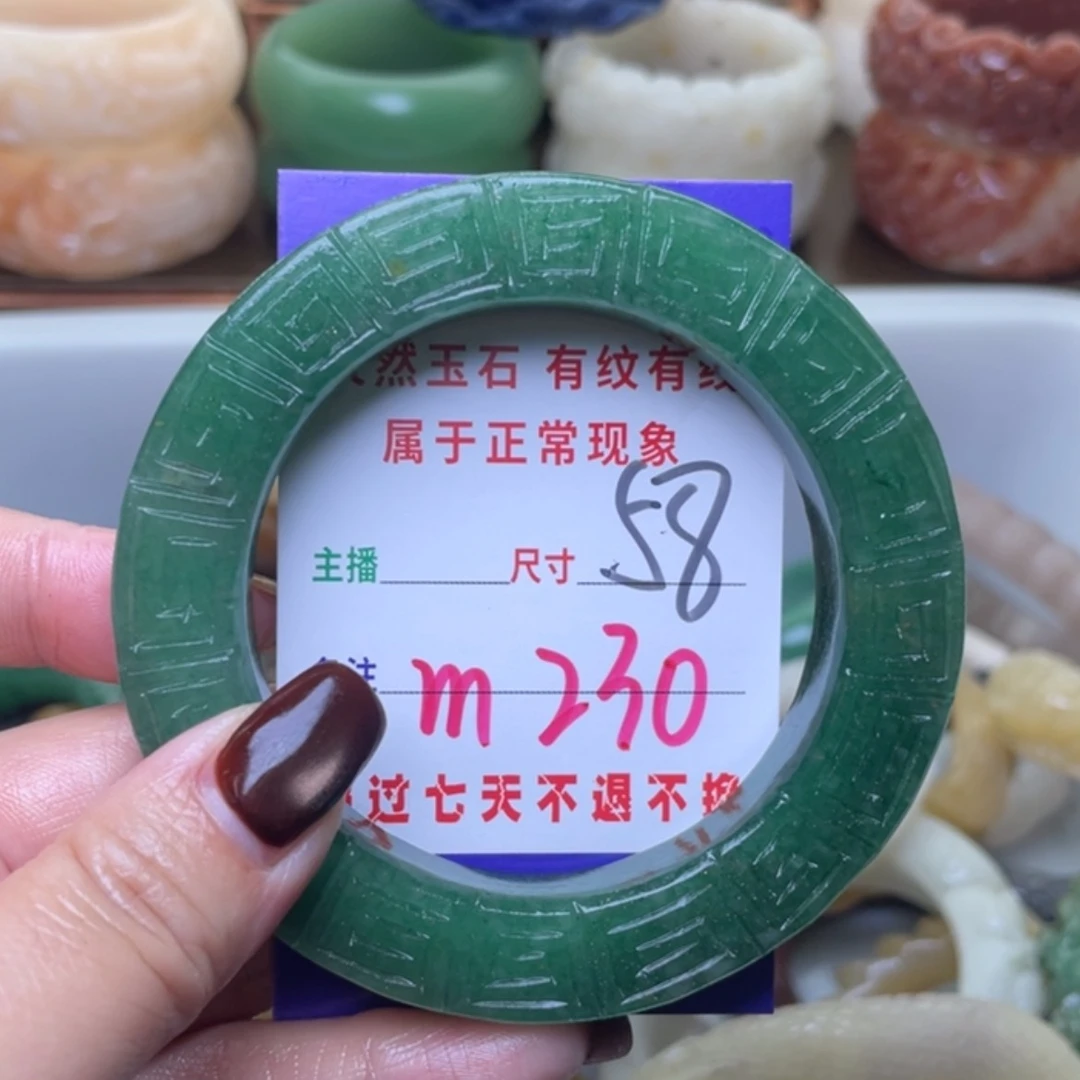 然玉石 有纹有
属于正常现象
主播 尺寸 58
m 230
过七天不退不换